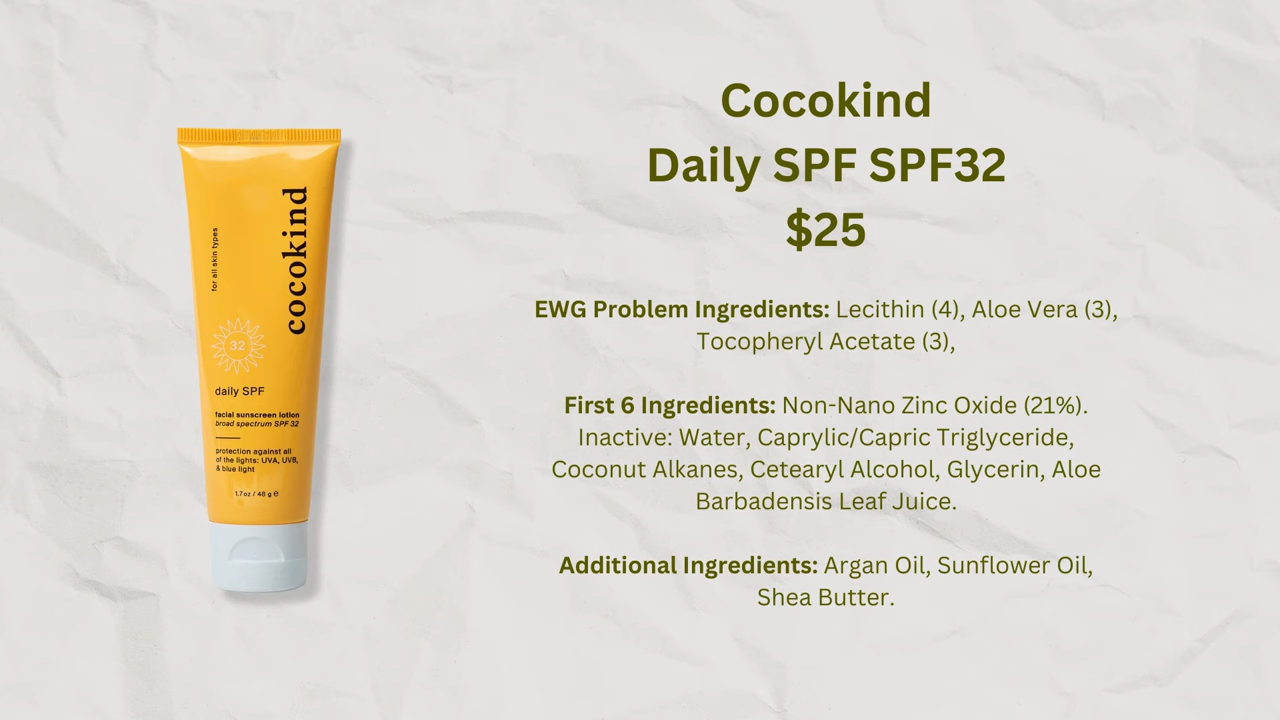 cocokind
for all skin types
32
daily SPF
facial sunscreen lotion
broad spectrum SPF 32
protection against all
of the lights: UVA, UVB,
& blue light
1.7oz / 48 g ℮
Cocokind
Daily SPF SPF32
$25
EWG Problem Ingredients: Lecithin (4), Aloe Vera (3),
Tocopheryl Acetate (3),
First 6 Ingredients: Non-Nano Zinc Oxide (21%).
Inactive: Water, Caprylic/Capric Triglyceride,
Coconut Alkanes, Cetearyl Alcohol, Glycerin, Aloe
Barbadensis Leaf Juice.
Additional Ingredients: Argan Oil, Sunflower Oil,
Shea Butter.